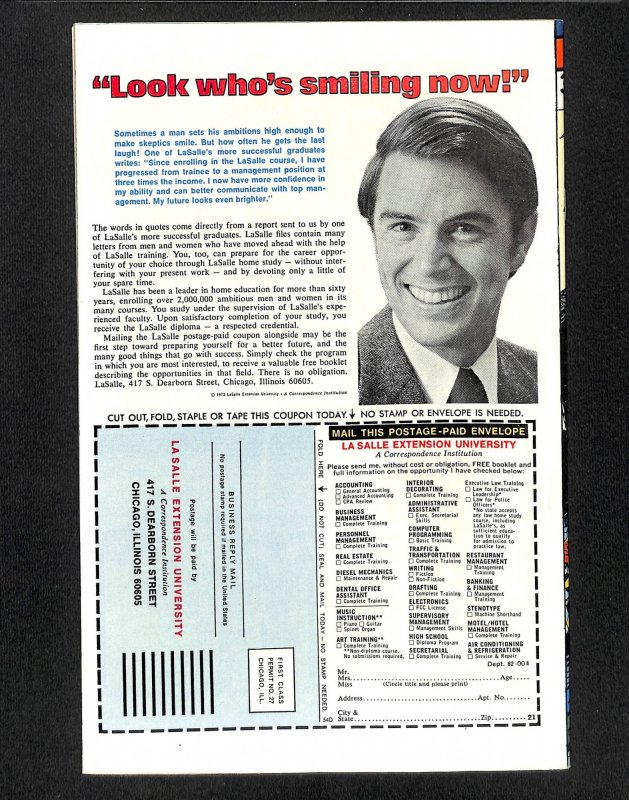 “Look who’s smiling now!”
Sometimes a man sets his ambitions high enough to
make skeptics smile. But how often he gets the last
laugh! One of LaSalle's more successful graduates
writes: "Since enrolling in the LaSalle course, I have
progressed from trainee to a management position at
three times the income. I now have more confidence in
my ability and can better communicate with top man-
agement. My future looks even brighter."
The words in quotes come directly from a report sent to us by one
of LaSalle's more successful graduates. LaSalle files contain many
letters from men and women who have moved ahead with the help
of LaSalle training. You, too, can prepare for the career oppor-
tunity of your choice through LaSalle home study — without inter-
fering with your present work — and by devoting only a little of
your spare time.
LaSalle has been a leader in home education for more than sixty
years, enrolling over 2,000,000 ambitious men and women in its
many courses. You study under the supervision of LaSalle's expe-
rienced faculty. Upon satisfactory completion of your study, you
receive the LaSalle diploma — a respected credential.
Mailing the LaSalle postage-paid coupon alongside may be the
first step toward preparing yourself for a better future, and the
many good things that go with success. Simply check the program
in which you are most interested, to receive a valuable free booklet
describing the opportunities in that field. There is no obligation.
LaSalle, 417 S. Dearborn Street, Chicago, Illinois 60605.
© 1973 LaSalle Extension University • A Correspondence Institution
CUT OUT, FOLD, STAPLE OR TAPE THIS COUPON TODAY. ↓ NO STAMP OR ENVELOPE IS NEEDED.
BUSINESS REPLY MAIL
No postage stamp required if mailed in the United States
Postage will be paid by
LA SALLE EXTENSION UNIVERSITY
A Correspondence Institution
417 S. DEARBORN STREET
CHICAGO, ILLINOIS 60605
FIRST CLASS
PERMIT NO. 27
CHICAGO, ILL.
FOLD HERE → (DO NOT CUT) SEAL AND MAIL TODAY – NO STAMP NEEDED.
54D
MAIL THIS POSTAGE-PAID ENVELOPE
LA SALLE EXTENSION UNIVERSITY
A Correspondence Institution
Please send me, without cost or obligation, FREE booklet and
full information on the opportunity I have checked below:
ACCOUNTING
□ General Accounting
□ Advanced Accounting
□ CPA Review
BUSINESS
MANAGEMENT
□ Complete Training
PERSONNEL
MANAGEMENT
□ Complete Training
REAL ESTATE
□ Complete Training
DIESEL MECHANICS
□ Maintenance & Repair
DENTAL OFFICE
ASSISTANT
□ Complete Training
MUSIC
INSTRUCTION**
□ Piano □ Guitar
□ Spinet Organ
ART TRAINING**
□ Complete Training
**Non-diploma course.
No submissions required.
INTERIOR
DECORATING
□ Complete Training
ADMINISTRATIVE
ASSISTANT
□ Exec. Secretarial
Skills
COMPUTER
PROGRAMMING
□ Basic Training
TRAFFIC &
TRANSPORTATION
□ Complete Training
WRITING
□ Fiction
□ Non-Fiction
DRAFTING
□ Complete Training
ELECTRONICS
□ FCC License
SUPERVISORY
MANAGEMENT
□ Management Skills
HIGH SCHOOL
□ Diploma Program
SECRETARIAL
□ Complete Training
Executive Law Training
□ Law for Executive
Leadership*
□ Law for Police
Officers*
*No state accepts
any law home study
course, including
LaSalle's, as
sufficient educa-
tion to qualify
for admission to
practice law.
RESTAURANT
MANAGEMENT
□ Management
Training
BANKING
& FINANCE
□ Management
Training
STENOTYPE
□ Machine Shorthand
MOTEL/HOTEL
MANAGEMENT
□ Complete Training
AIR CONDITIONING
& REFRIGERATION
□ Service & Repair
Dept. 82-004
Mr.
Mrs. Age
Miss (Circle title and please print)
Address Apt. No.
City &
State Zip 21